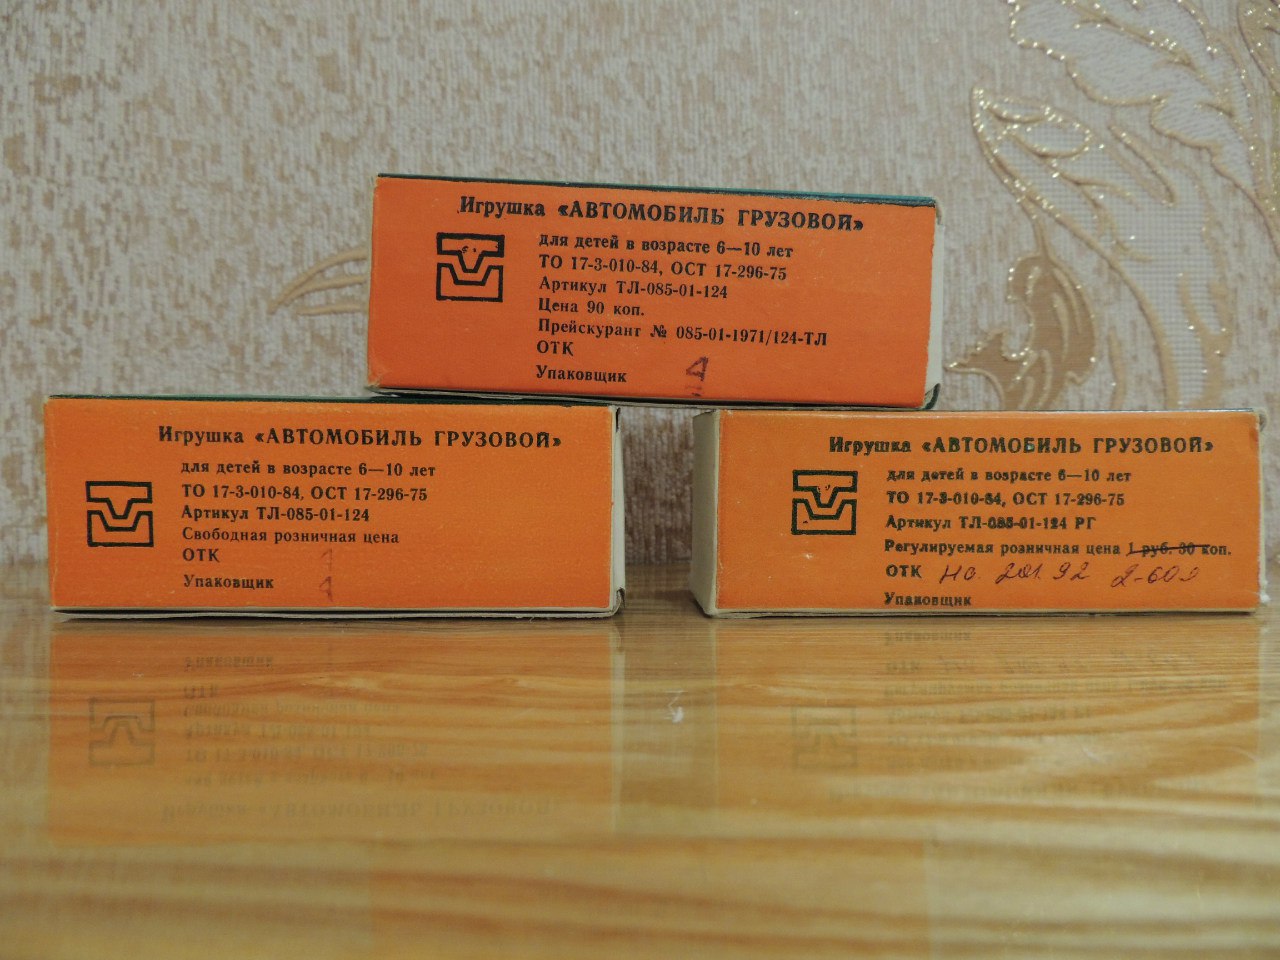 Игрушка «АВТОМОБИЛЬ ГРУЗОВОЙ»
для детей в возрасте 6—10 лет
ТО 17-3-010-84, ОСТ 17-296-75
Артикул ТЛ-085-01-124
Цена 90 коп.
Прейскурант № 085-01-1971/124-ТЛ
ОТК
Упаковщик 4
Игрушка «АВТОМОБИЛЬ ГРУЗОВОЙ»
для детей в возрасте 6—10 лет
ТО 17-3-010-84, ОСТ 17-296-75
Артикул ТЛ-085-01-124
Свободная розничная цена
ОТК
Упаковщик
Игрушка «АВТОМОБИЛЬ ГРУЗОВОЙ»
для детей в возрасте 6—10 лет
ТО 17-3-010-84, ОСТ 17-296-75
Артикул ТЛ-085-01-124 РГ
Регулируемая розничная цена 1 руб. 30 коп.
ОТК
Упаковщик